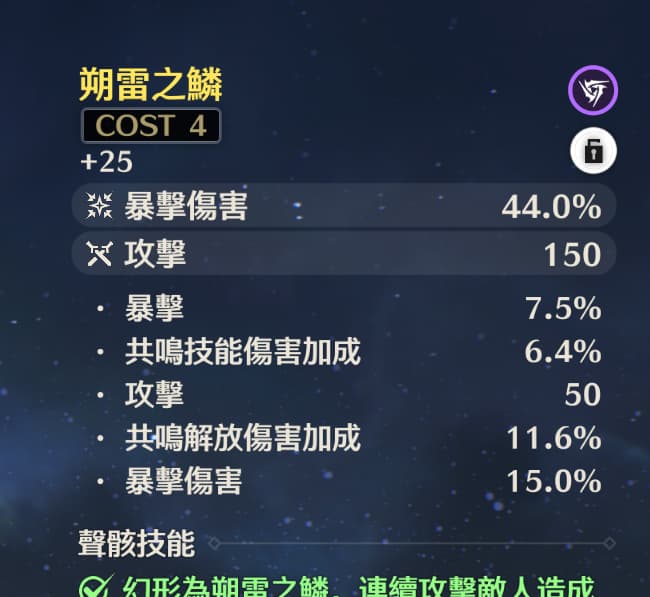 朔雷之鱗
COST 4
+25
暴擊傷害 44.0%
攻擊 150
· 暴擊 7.5%
· 共鳴技能傷害加成 6.4%
· 攻擊 50
· 共鳴解放傷害加成 11.6%
· 暴擊傷害 15.0%
聲骸技能
幻形為朔雷之鱗，連續攻擊敵人造成